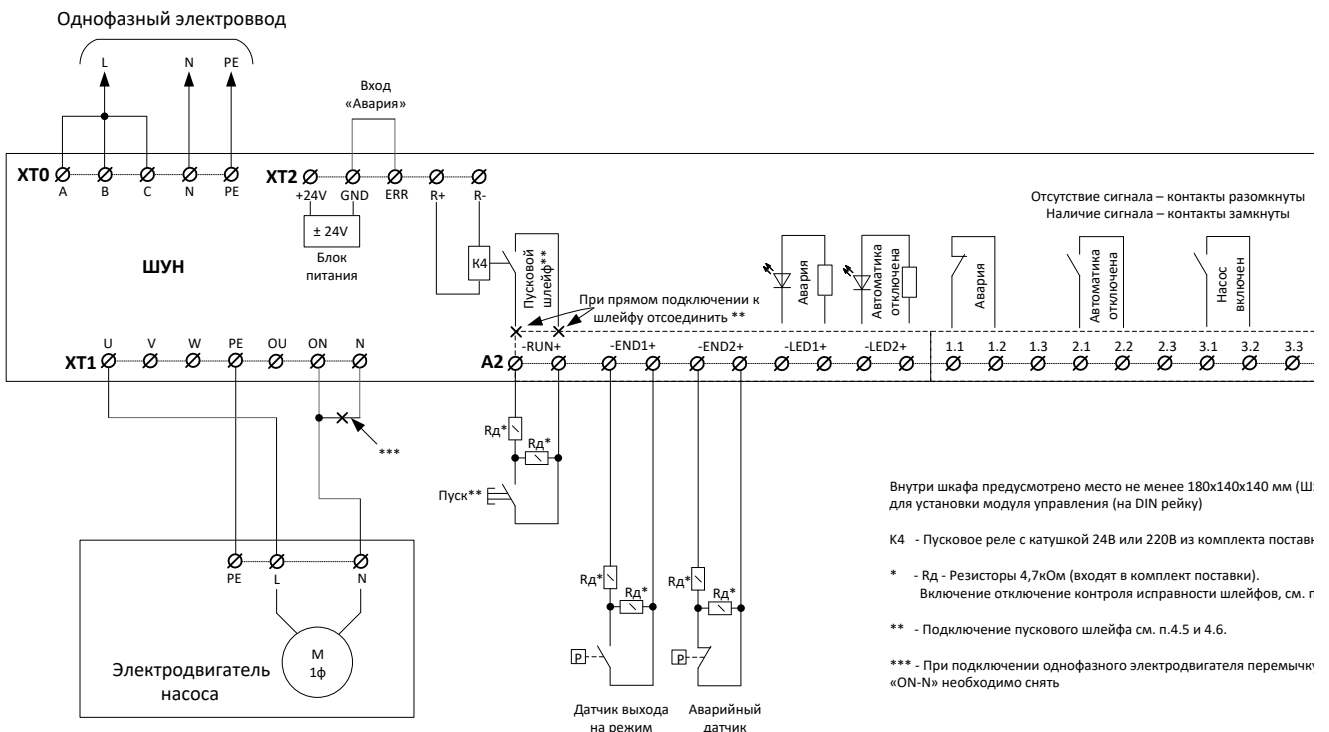 Однофазный электроввод
L N PE
Вход
«Авария»
XT0
A B C N PE
XT2
+24V GND ERR R+ R-
± 24V
Блок
питания
ШУН
K4
Пусковой
шлейф**
При прямом подключении к
шлейфу отсоединить **
Отсутствие сигнала – контакты разомкнуты
Наличие сигнала – контакты замкнуты
Авария
Автоматика
отключена
Авария
Автоматика
отключена
Насос
включен
U V W PE OU ON N
XT1
***
A2
-RUN+ -END1+ -END2+ -LED1+ -LED2+ 1.1 1.2 1.3 2.1 2.2 2.3 3.1 3.2 3.3
Rд*
Rд*
Пуск**
Rд*
Rд*
Rд*
Rд*
P
P
Датчик выхода
на режим
Аварийный
датчик
PE L N
M
1ф
Электродвигатель
насоса
Внутри шкафа предусмотрено место не менее 180х140х140 мм
для установки модуля управления (на DIN рейку)
K4 - Пусковое реле с катушкой 24В или 220В из комплекта
* - Rд - Резисторы 4,7кОм (входят в комплект поставки).
Включение отключение контроля исправности шлейфов, см.
** - Подключение пускового шлейфа см. п.4.5 и 4.6.
*** - При подключении однофазного электродвигателя
«ON-N» необходимо снять